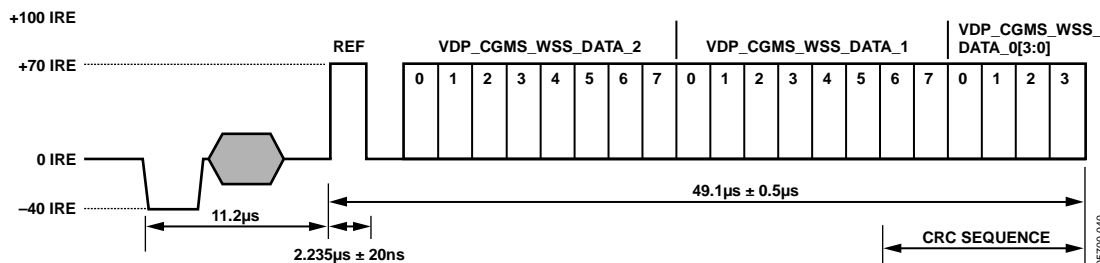 +100 IRE
REF
VDP_CGMS_WSS_DATA_2
VDP_CGMS_WSS_DATA_1
VDP_CGMS_WSS_
DATA_0[3:0]
+70 IRE
0 1 2 3 4 5 6 7 0 1 2 3 4 5 6 7 0 1 2 3
0 IRE
–40 IRE
49.1µs ± 0.5µs
11.2µs
CRC SEQUENCE
2.235µs ± 20ns